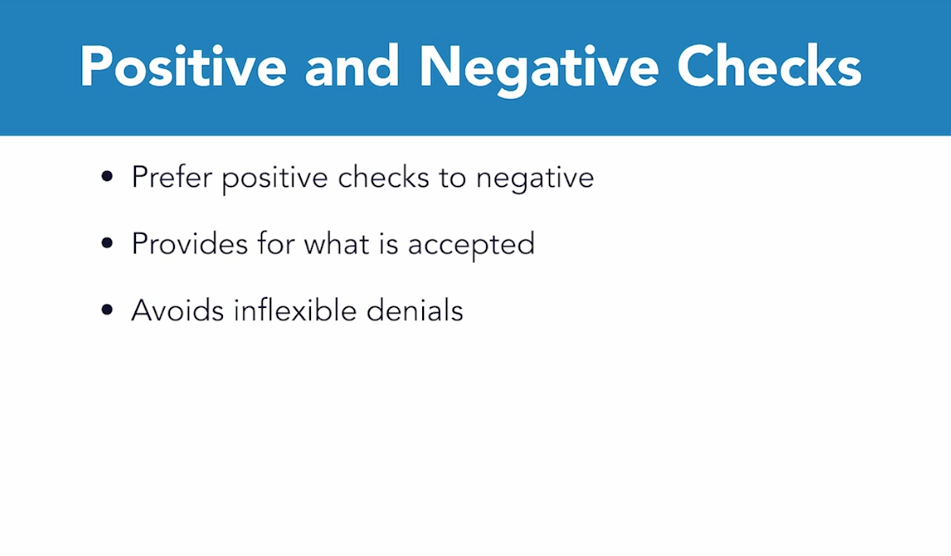 Positive and Negative Checks
• Prefer positive checks to negative
• Provides for what is accepted
• Avoids inflexible denials